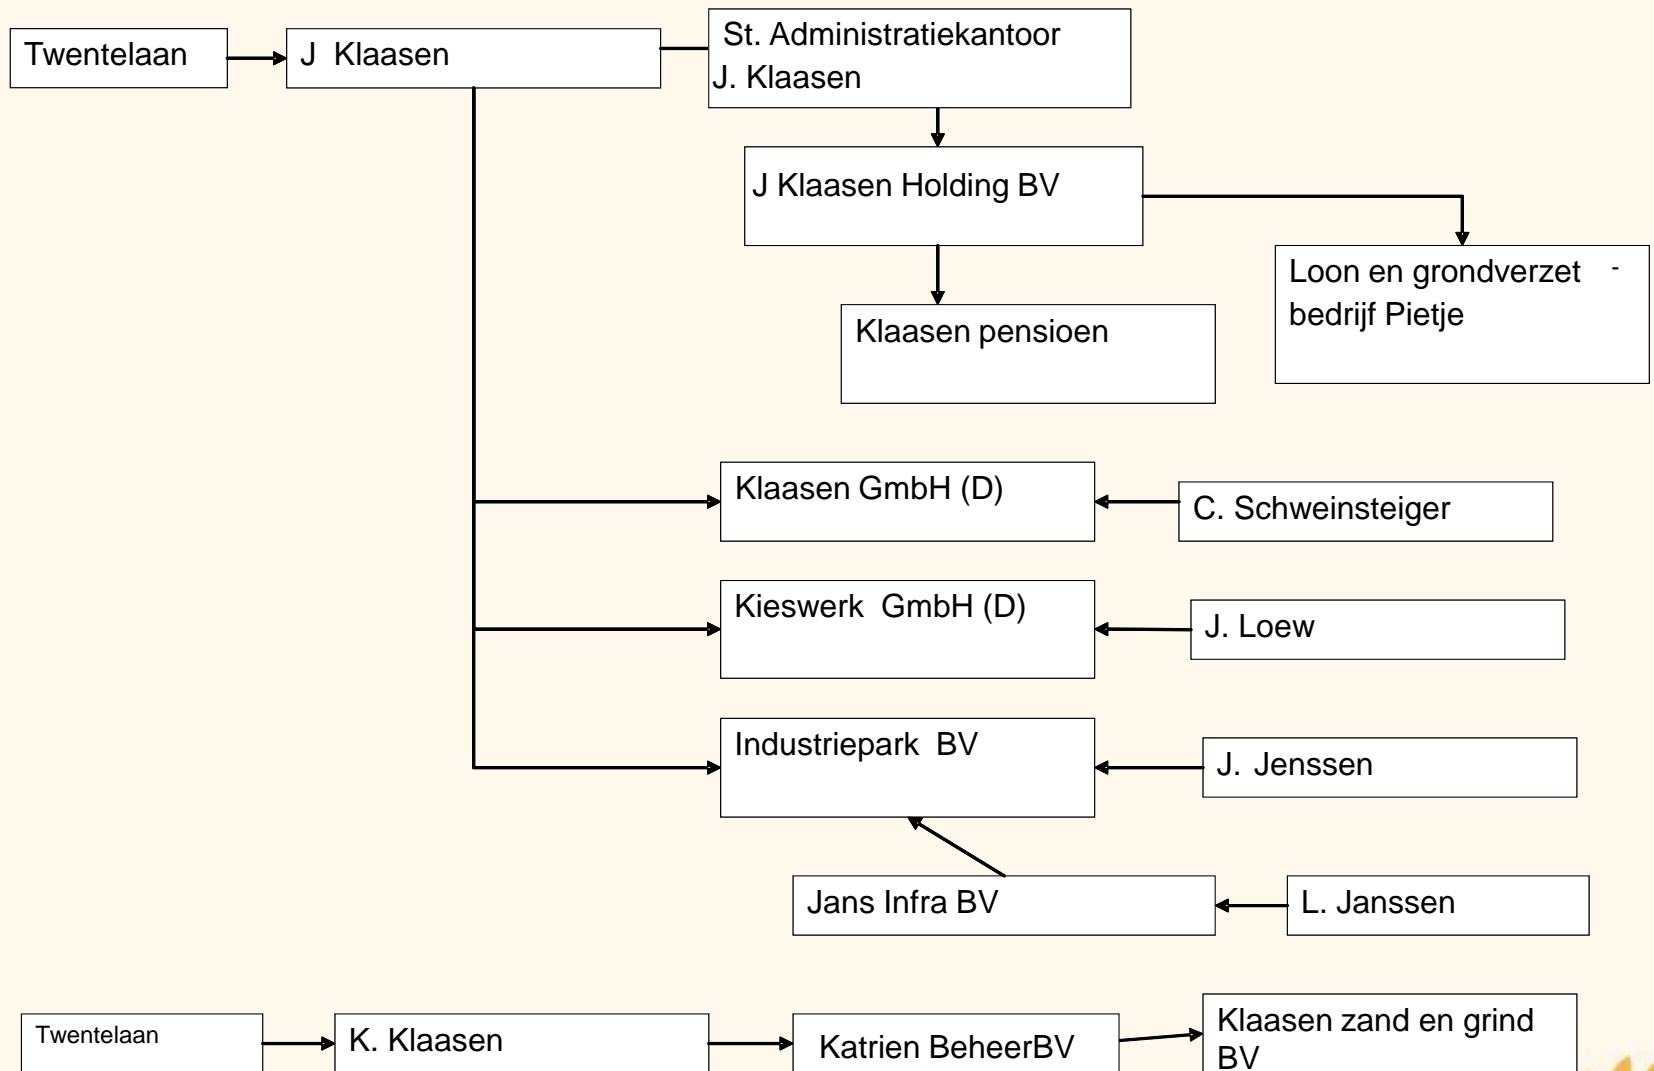 Twentelaan
J Klaasen
St. Administratiekantoor
J. Klaasen
J Klaasen Holding BV
Loon en grondverzet -
bedrijf Pietje
Klaasen pensioen
Klaasen GmbH (D)
C. Schweinsteiger
Kieswerk GmbH (D)
J. Loew
Industriepark BV
J. Jenssen
Jans Infra BV
L. Janssen
Twentelaan
K. Klaasen
Katrien BeheerBV
Klaasen zand en grind
BV